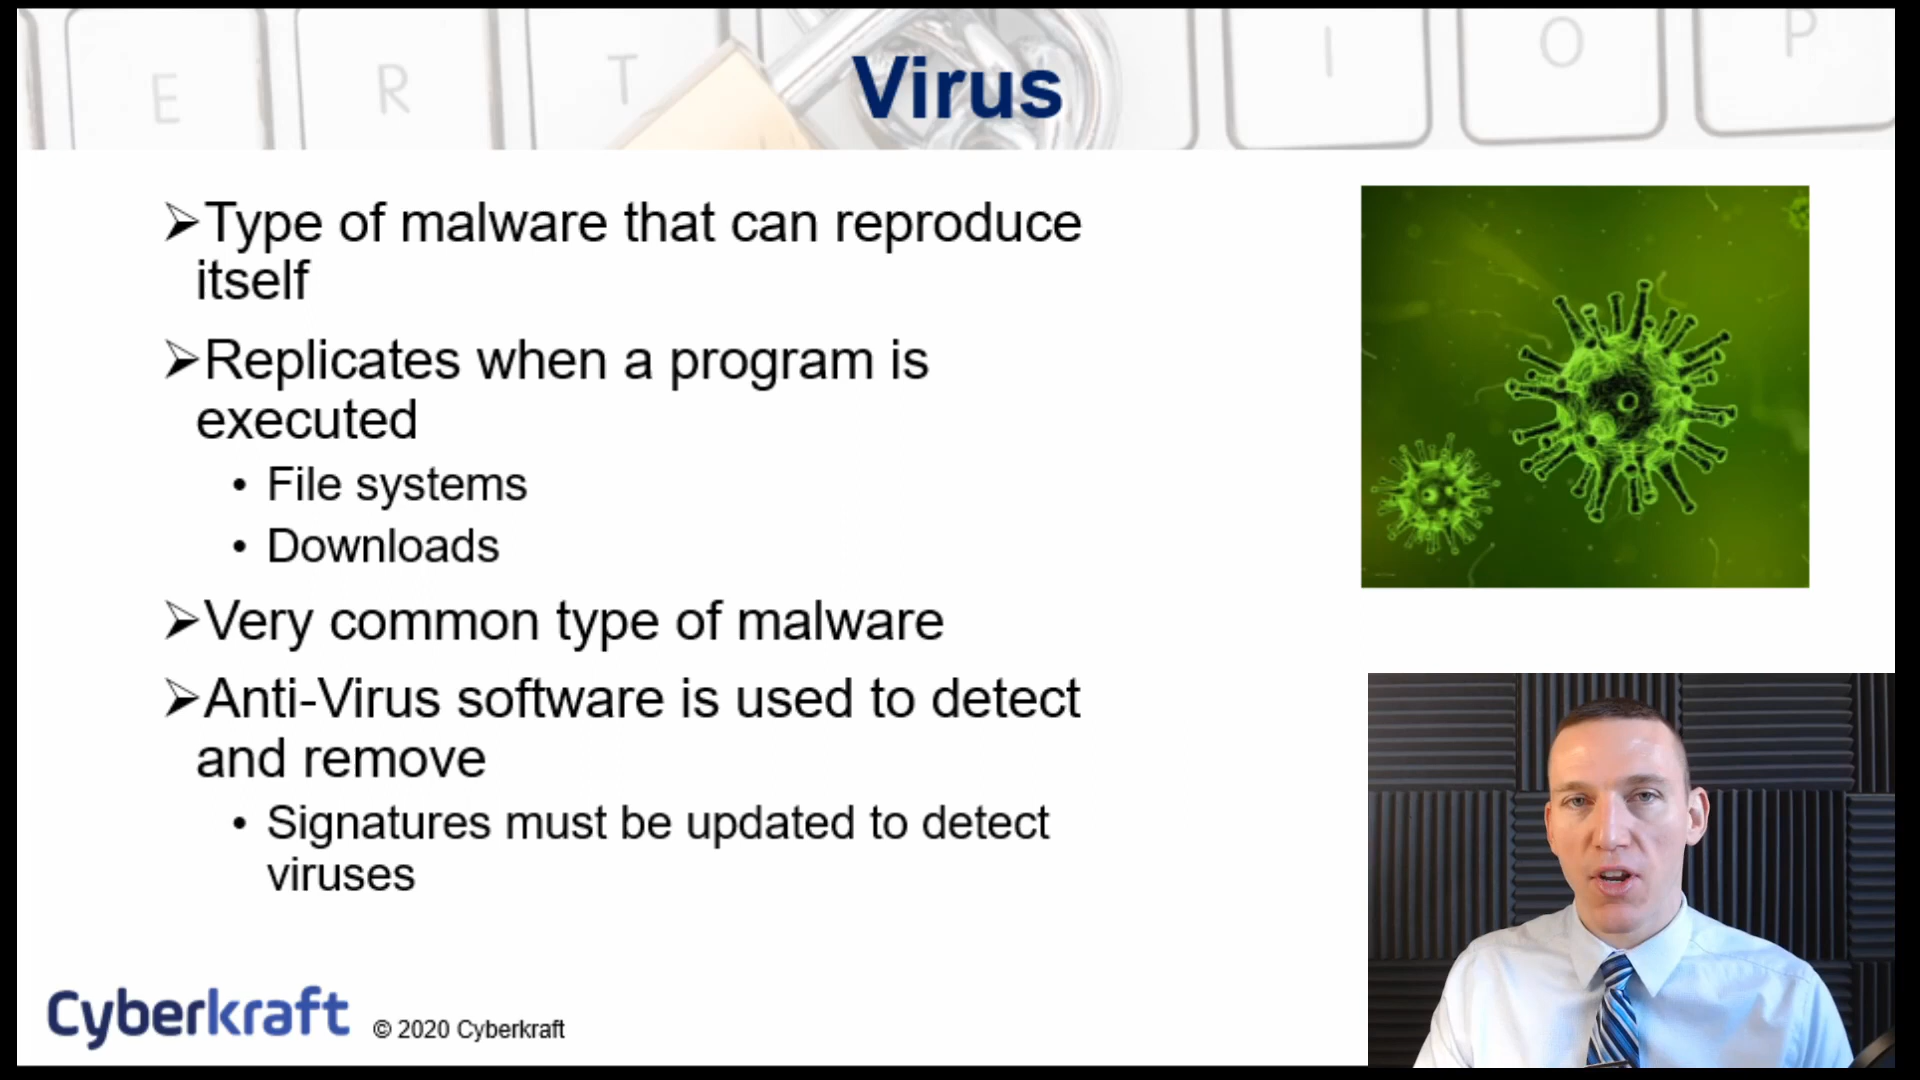 E R T I O P
Virus
➢Type of malware that can reproduce
itself
➢Replicates when a program is
executed
• File systems
• Downloads
➢Very common type of malware
➢Anti-Virus software is used to detect
and remove
• Signatures must be updated to detect
viruses
Cyberkraft © 2020 Cyberkraft